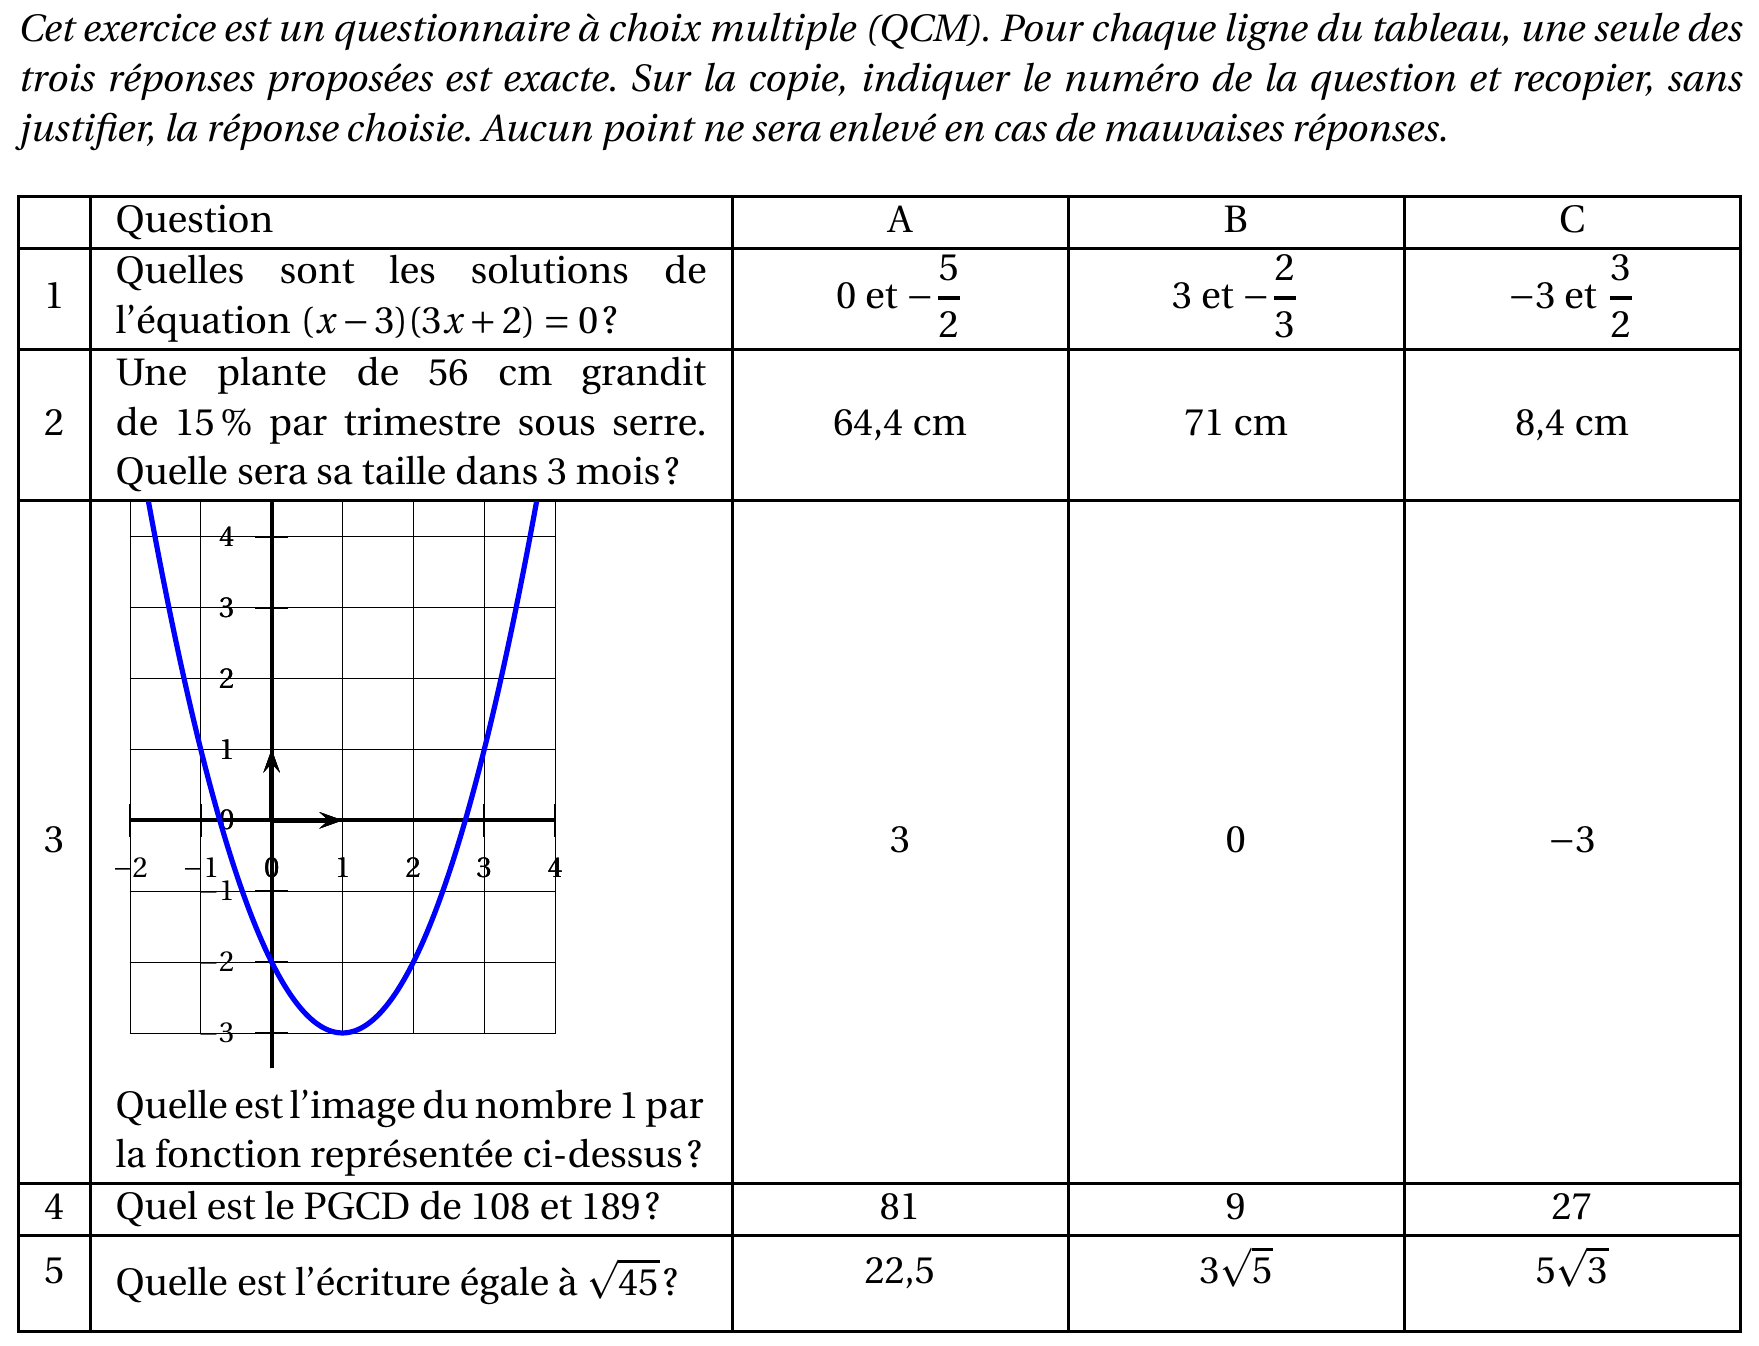 Cet exercice est un questionnaire à choix multiple (QCM). Pour chaque ligne du tableau, une seule des
trois réponses proposées est exacte. Sur la copie, indiquer le numéro de la question et recopier, sans
justifier, la réponse choisie. Aucun point ne sera enlevé en cas de mauvaises réponses.
Question A B C
1 Quelles sont les solutions de
l'équation (x − 3)(3x + 2) = 0 ? 0 et −5/2 3 et −2/3 −3 et 3/2
2 Une plante de 56 cm grandit
de 15 % par trimestre sous serre. 64,4 cm 71 cm 8,4 cm
Quelle sera sa taille dans 3 mois ?
4
3
2
1
0
−2 −1 0 1 2 3 4
−1
−2
−3
3 3 0 −3
Quelle est l'image du nombre 1 par
la fonction représentée ci-dessus ?
4 Quel est le PGCD de 108 et 189 ? 81 9 27
5 Quelle est l'écriture égale à √45 ? 22,5 3√5 5√3